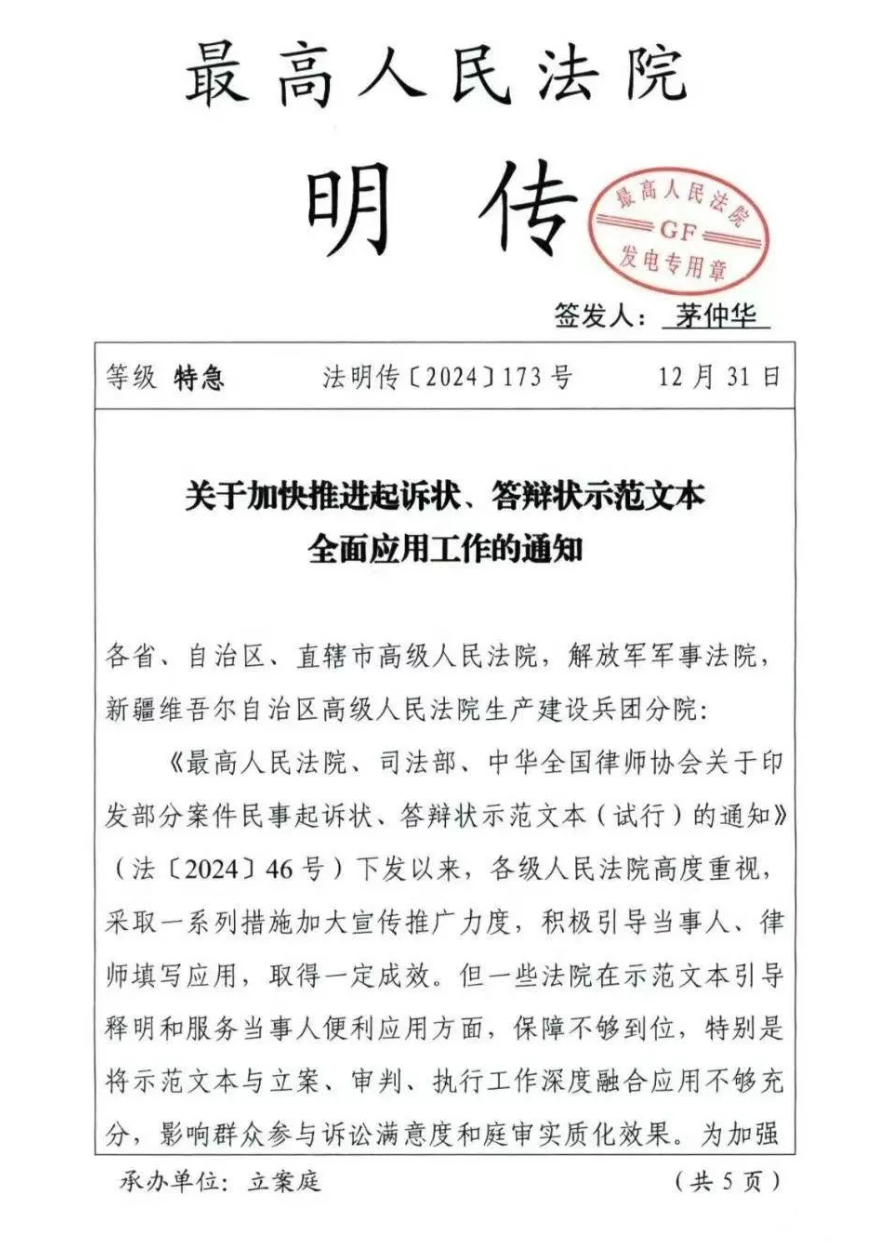 最高人民法院
明 传
最高人民法院
GF
发电专用章
签发人：茅仲华
等级 特急 法明传〔2024〕173号 12月31日
关于加快推进起诉状、答辩状示范文本
全面应用工作的通知
各省、自治区、直辖市高级人民法院，解放军军事法院，
新疆维吾尔自治区高级人民法院生产建设兵团分院：
《最高人民法院、司法部、中华全国律师协会关于印
发部分案件民事起诉状、答辩状示范文本（试行）的通知》
（法〔2024〕46号）下发以来，各级人民法院高度重视，
采取一系列措施加大宣传推广力度，积极引导当事人、律
师填写应用，取得一定成效。但一些法院在示范文本引导
释明和服务当事人便利应用方面，保障不够到位，特别是
将示范文本与立案、审判、执行工作深度融合应用不够充
分，影响群众参与诉讼满意度和庭审实质化效果。为加强
承办单位：立案庭 （共5页）